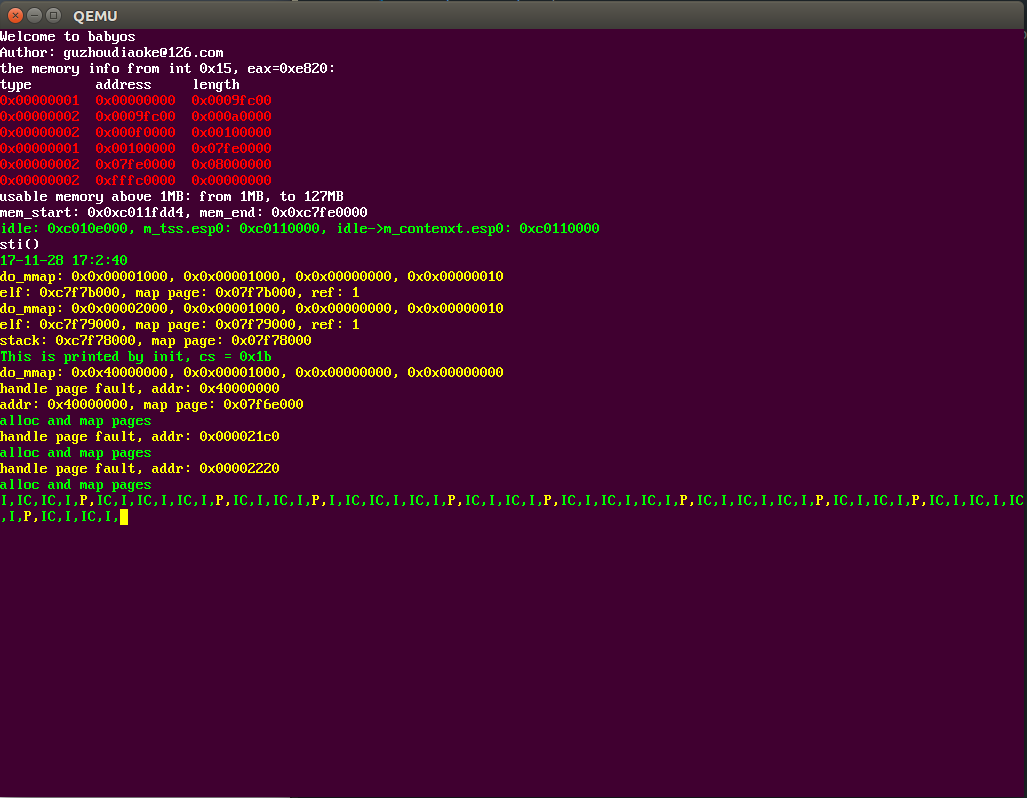 QEMU
Welcome to babyos
Author: guzhoudiaoke@126.com
the memory info from int 0x15, eax=0xe820:
type        address     length
0x00000001  0x00000000  0x0009fc00
0x00000002  0x0009fc00  0x000a0000
0x00000002  0x000f0000  0x00100000
0x00000001  0x00100000  0x07fe0000
0x00000002  0x07fe0000  0x08000000
0x00000002  0xfffc0000  0x00000000
usable memory above 1MB: from 1MB, to 127MB
mem_start: 0x0xc011fdd4, mem_end: 0x0xc7fe0000
idle: 0xc010e000, m_tss.esp0: 0xc0110000, idle->m_contenxt.esp0: 0xc0110000
sti()
17-11-28 17:2:40
do_mmap: 0x0x00001000, 0x0x00001000, 0x0x00000000, 0x0x00000010
elf: 0xc7f7b000, map page: 0x07f7b000, ref: 1
do_mmap: 0x0x00002000, 0x0x00001000, 0x0x00000000, 0x0x00000010
elf: 0xc7f79000, map page: 0x07f79000, ref: 1
stack: 0xc7f78000, map page: 0x07f78000
This is printed by init, cs = 0x1b
do_mmap: 0x0x40000000, 0x0x00001000, 0x0x00000000, 0x0x00000000
handle page fault, addr: 0x40000000
addr: 0x40000000, map page: 0x07f6e000
alloc and map pages
handle page fault, addr: 0x000021c0
alloc and map pages
handle page fault, addr: 0x00002220
alloc and map pages
I,IC,IC,I,P,IC,I,IC,I,IC,I,P,IC,I,IC,I,P,I,IC,IC,I,IC,I,P,IC,I,IC,I,P,IC,I,IC,I,IC,I,P,IC,I,IC,I,IC,I,P,IC,I,IC,I,P,IC,I,IC,I,IC
,I,P,IC,I,IC,I,